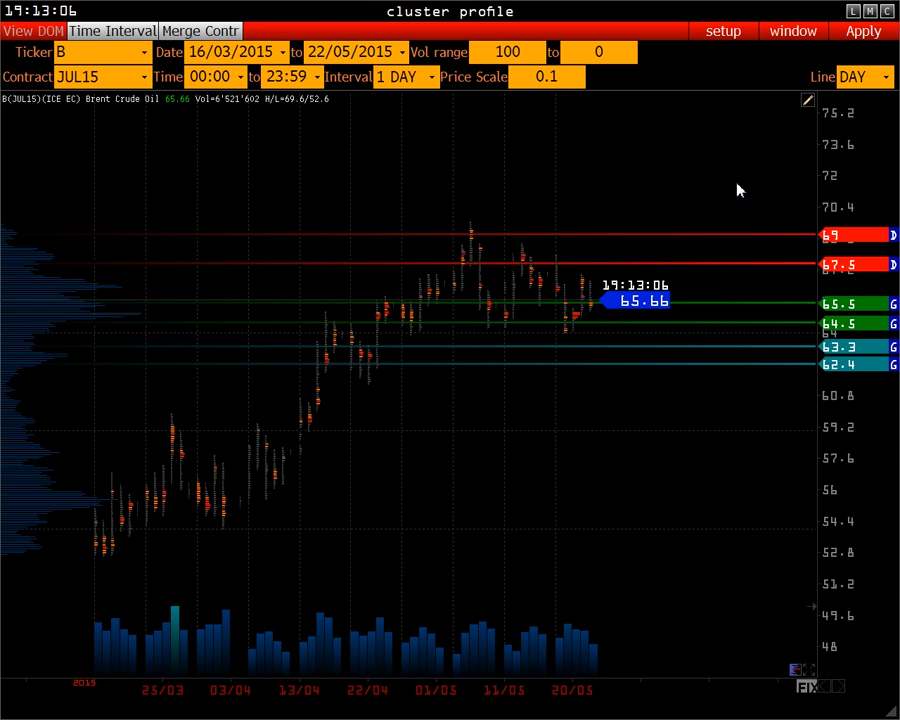 19:13:06 cluster profile L M C
View DOM Time Interval Merge Contr setup window Apply
Ticker B Date 16/03/2015 to 22/05/2015 Vol range 100 to 0
Contract JUL15 Time 00:00 to 23:59 Interval 1 DAY Price Scale 0.1 Line DAY
B(JUL15)(ICE EC) Brent Crude Oil 65.66 Vol=6'521'602 H/L=69.6/52.6
75.2
73.6
72
70.4
69 D
67.5 D
19:13:06
65.66
65.5 G
64.5 G
64
63.3 G
62.4 G
60.8
59.2
57.6
56
54.4
52.8
51.2
49.6
48
2015 25/03 03/04 13/04 22/04 01/05 11/05 20/05 FIX